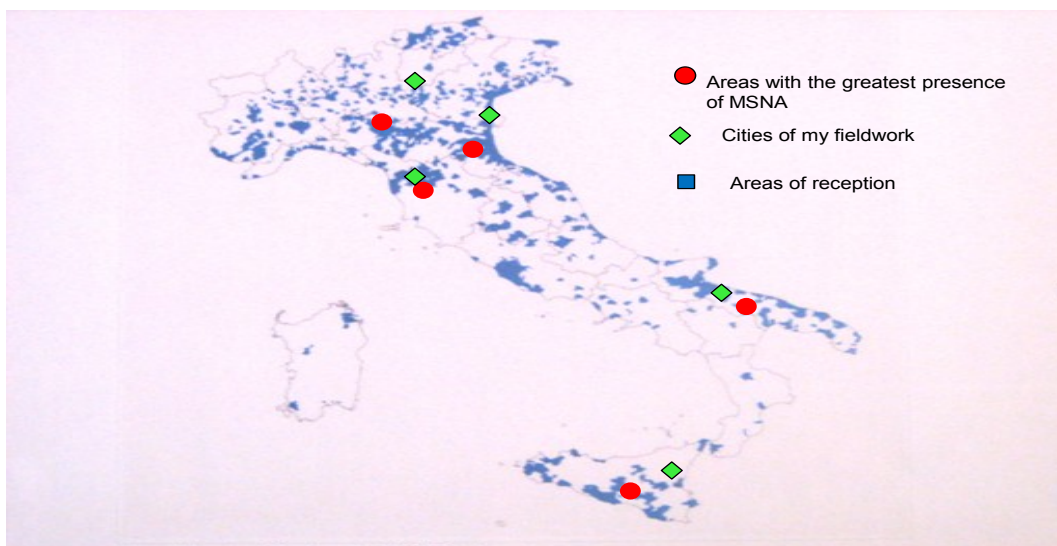 Areas with the greatest presence
of MSNA
Cities of my fieldwork
Areas of reception